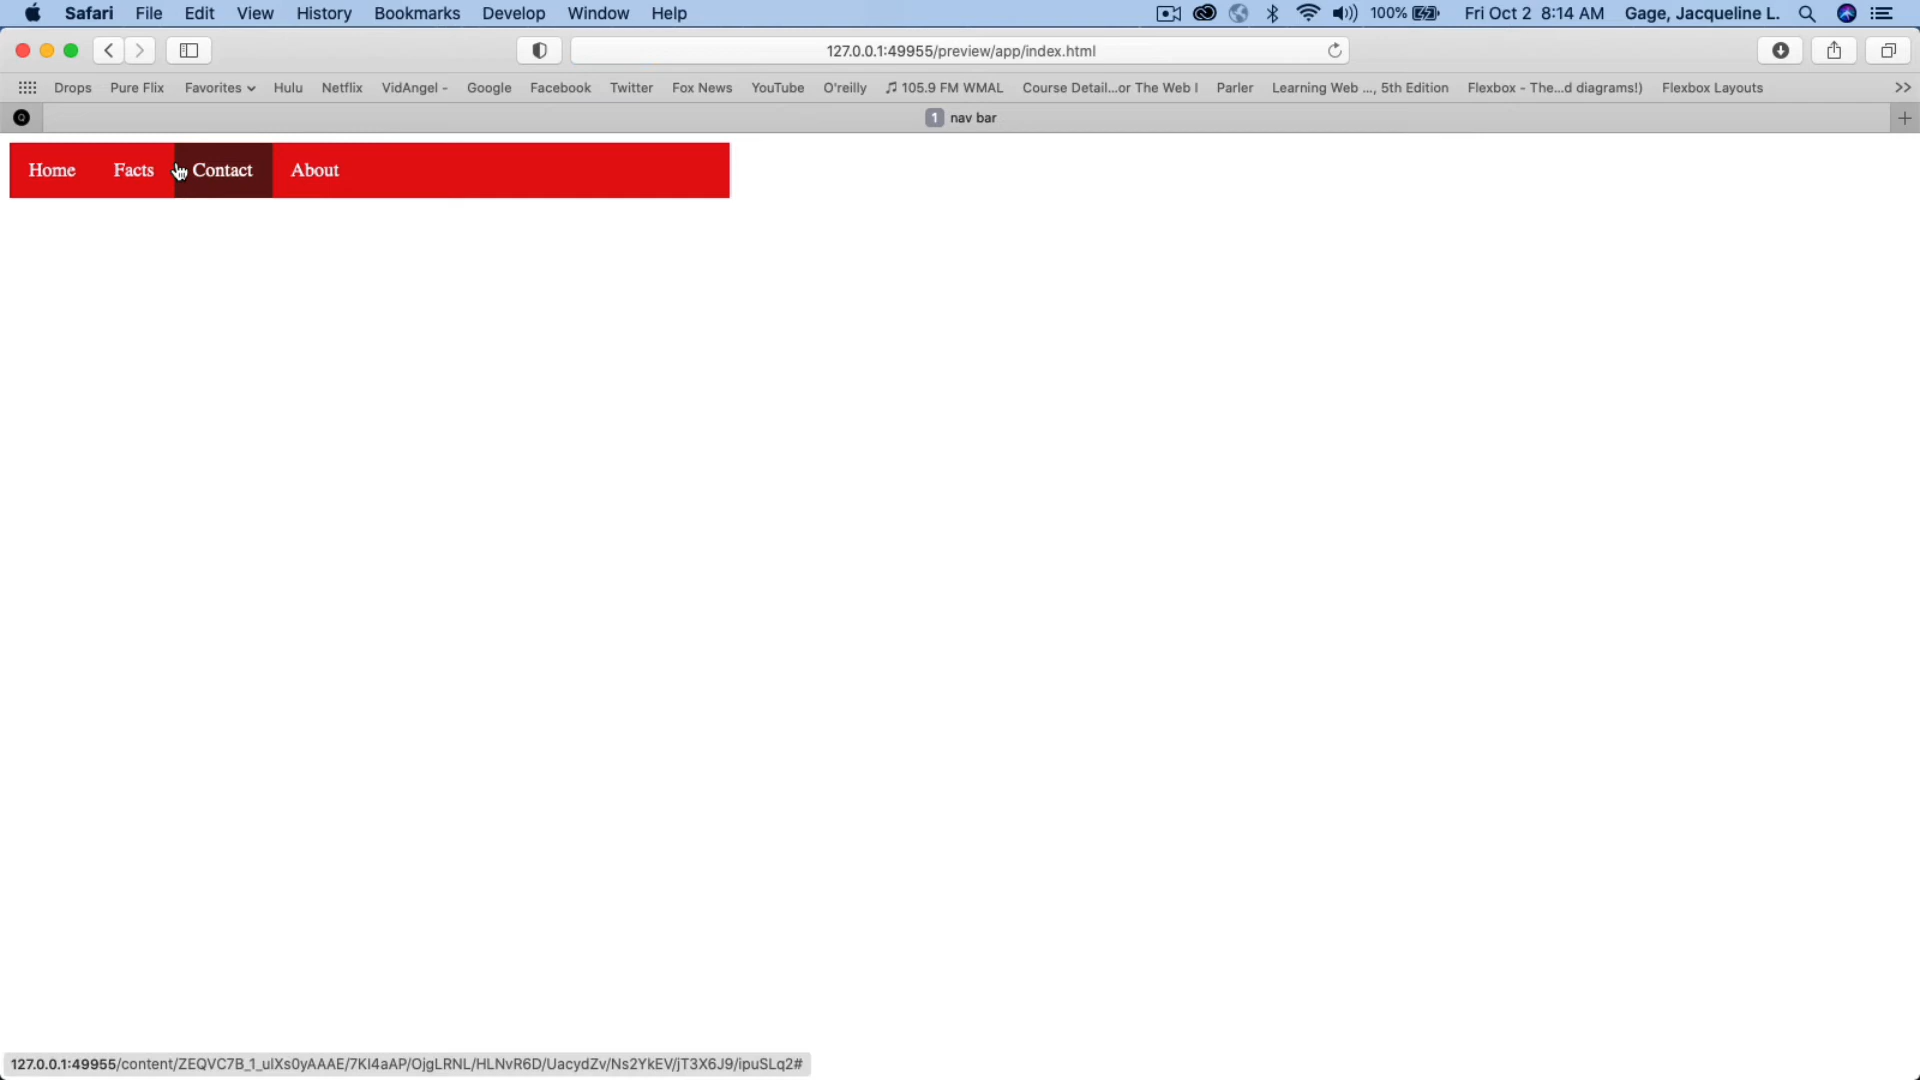 Safari File Edit View History Bookmarks Develop Window Help 100% Fri Oct 2 8:14 AM Gage, Jacqueline L.
127.0.0.1:49955/preview/app/index.html
Drops Pure Flix Favorites Hulu Netflix VidAngel - Google Facebook Twitter Fox News YouTube O'reilly 105.9 FM WMAL Course Detail...or The Web I Parler Learning Web ..., 5th Edition Flexbox - The...d diagrams!) Flexbox Layouts >>
Q 1 nav bar
Home Facts Contact About
127.0.0.1:49955/content/ZEQVC7B_1_ulXs0yAAAE/7KI4aAP/OjgLRNL/HLNvR6D/UacydZv/Ns2YkEV/jT3X6J9/ipuSLq2#